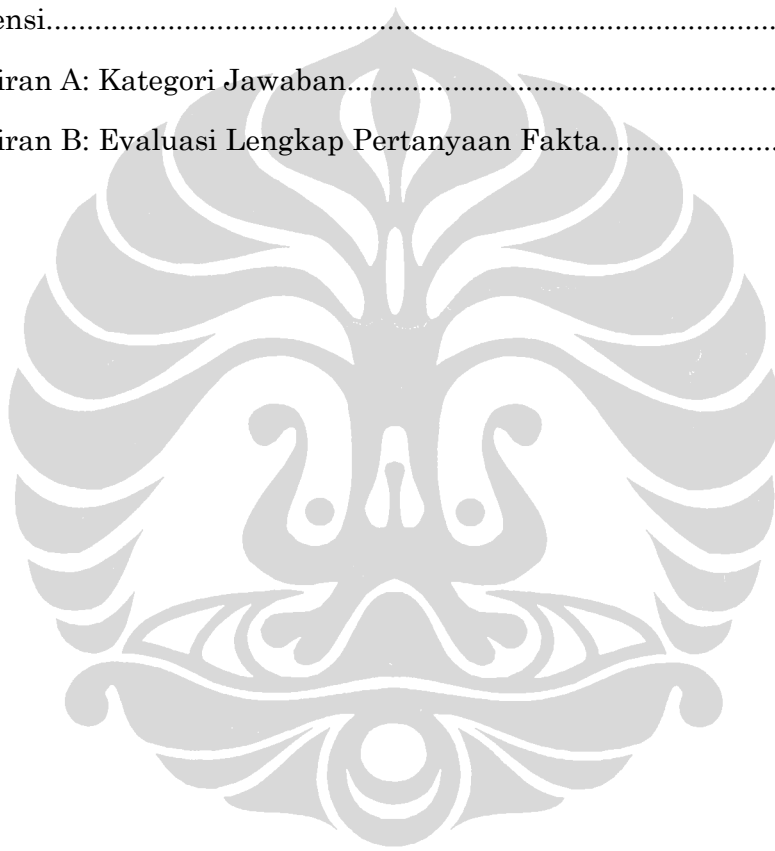 ensi.......................................................................................
iran A: Kategori Jawaban....................................................
iran B: Evaluasi Lengkap Pertanyaan Fakta.....................